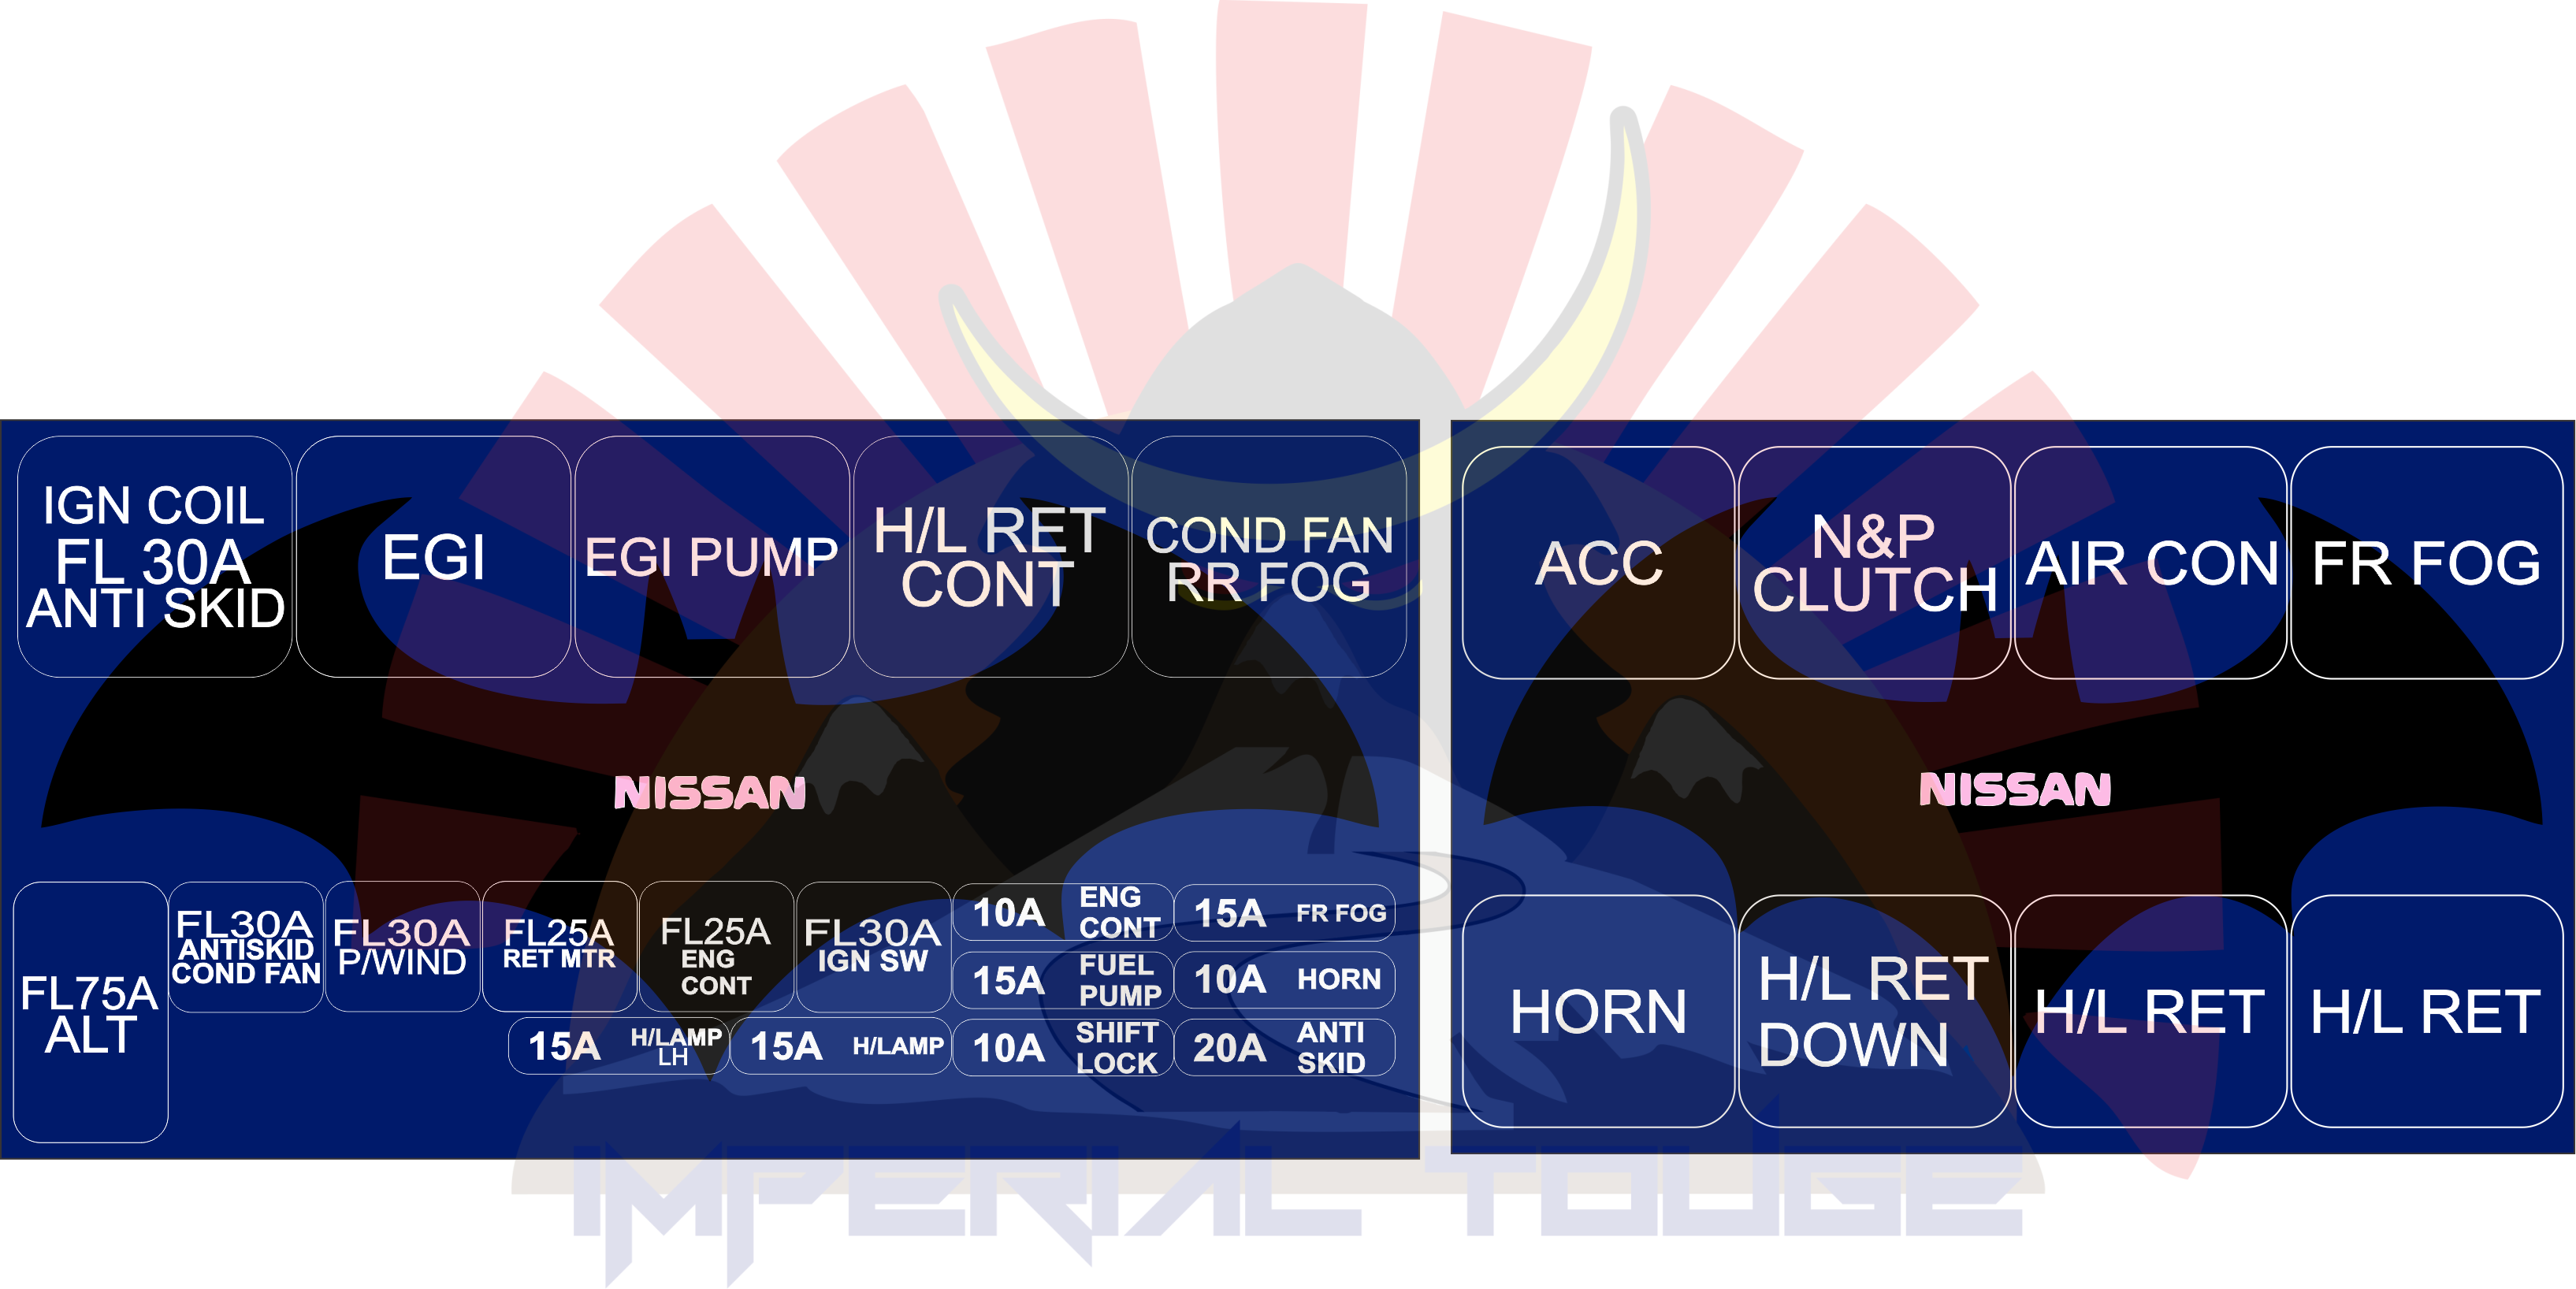 IGN COIL
FL 30A
ANTI SKID
EGI
EGI PUMP
H/L RET
CONT
COND FAN
RR FOG
NISSAN
FL75A
ALT
FL30A
ANTISKID
COND FAN
FL30A
P/WIND
FL25A
RET MTR
FL25A
ENG
CONT
FL30A
IGN SW
10A ENG
CONT
15A FR FOG
15A FUEL
PUMP
10A HORN
15A H/LAMP
LH
15A H/LAMP
10A SHIFT
LOCK
20A ANTI
SKID
ACC
N&P
CLUTCH
AIR CON
FR FOG
NISSAN
HORN
H/L RET
DOWN
H/L RET
H/L RET
IMPERIAL TOUGE